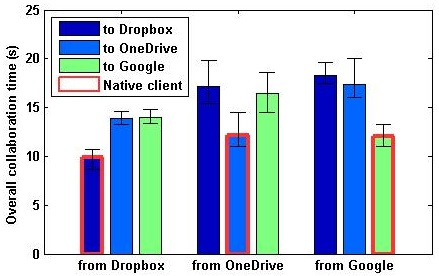 25
20
15
10
5
0
Overall collaboration time (s)
to Dropbox
to OneDrive
to Google
Native client
from Dropbox from OneDrive from Google